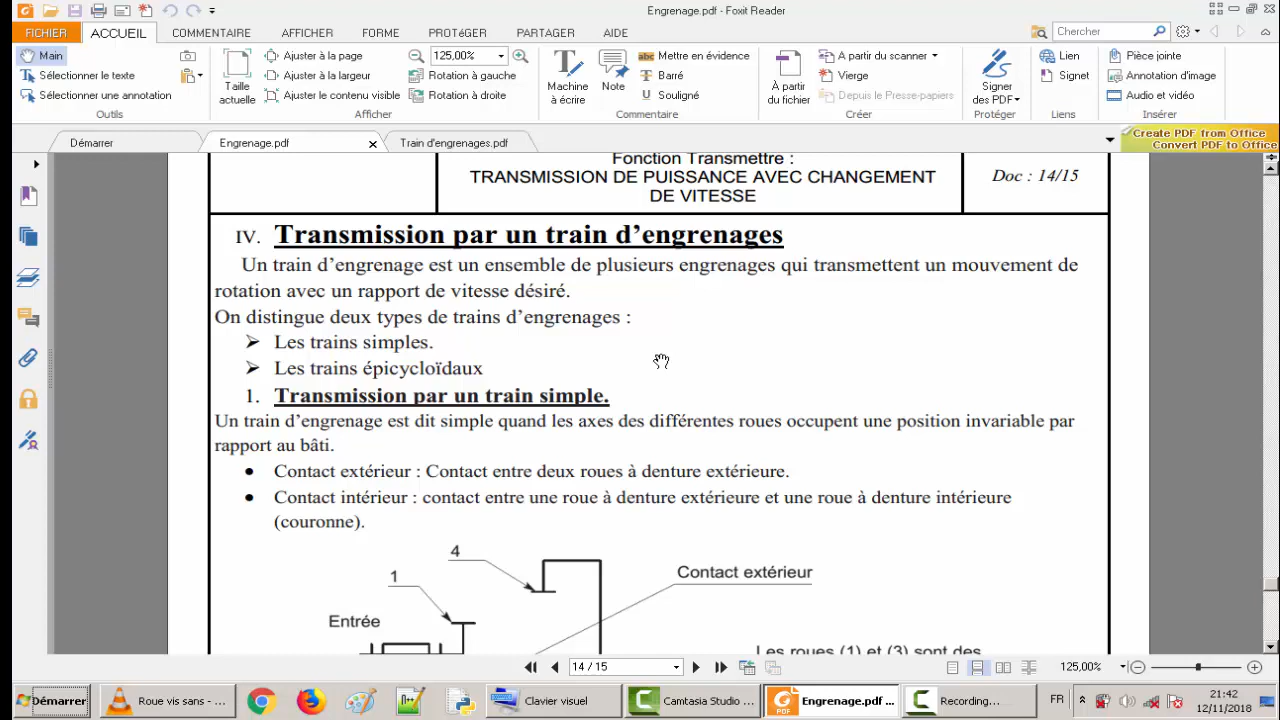 Engrenage.pdf - Foxit Reader
FICHIER ACCUEIL COMMENTAIRE AFFICHER FORME PROTéGER PARTAGER AIDE Chercher
Main
Sélectionner le texte
Sélectionner une annotation
Outils
Taille actuelle
Ajuster à la page
Ajuster à la largeur
Ajuster le contenu visible
125,00%
Rotation à gauche
Rotation à droite
Afficher
Machine à écrire
Note
Mettre en évidence
Barré
Souligné
Commentaire
A partir du fichier
A partir du scanner
Vierge
Depuis le Presse-papiers
Créer
Signer des PDF
Protéger
Lien
Signet
Liens
Pièce jointe
Annotation d'image
Audio et vidéo
Insérer
Démarrer Engrenage.pdf Train d'engrenages.pdf
Create PDF from Office
Convert PDF to Office
Fonction Transmettre :
TRANSMISSION DE PUISSANCE AVEC CHANGEMENT
DE VITESSE
Doc : 14/15
IV. Transmission par un train d’engrenages
Un train d’engrenage est un ensemble de plusieurs engrenages qui transmettent un mouvement de
rotation avec un rapport de vitesse désiré.
On distingue deux types de trains d’engrenages :
➢ Les trains simples.
➢ Les trains épicycloïdaux
1. Transmission par un train simple.
Un train d’engrenage est dit simple quand les axes des différentes roues occupent une position invariable par
rapport au bâti.
• Contact extérieur : Contact entre deux roues à denture extérieure.
• Contact intérieur : contact entre une roue à denture extérieure et une roue à denture intérieure
(couronne).
4
1
Contact extérieur
Entrée
Les roues (1) et (3) sont des
14 / 15
125,00%
Démarrer Roue vis sans - ... Clavier visuel Camtasia Studio ... Engrenage.pdf ... Recording... FR 21:42
12/11/2018